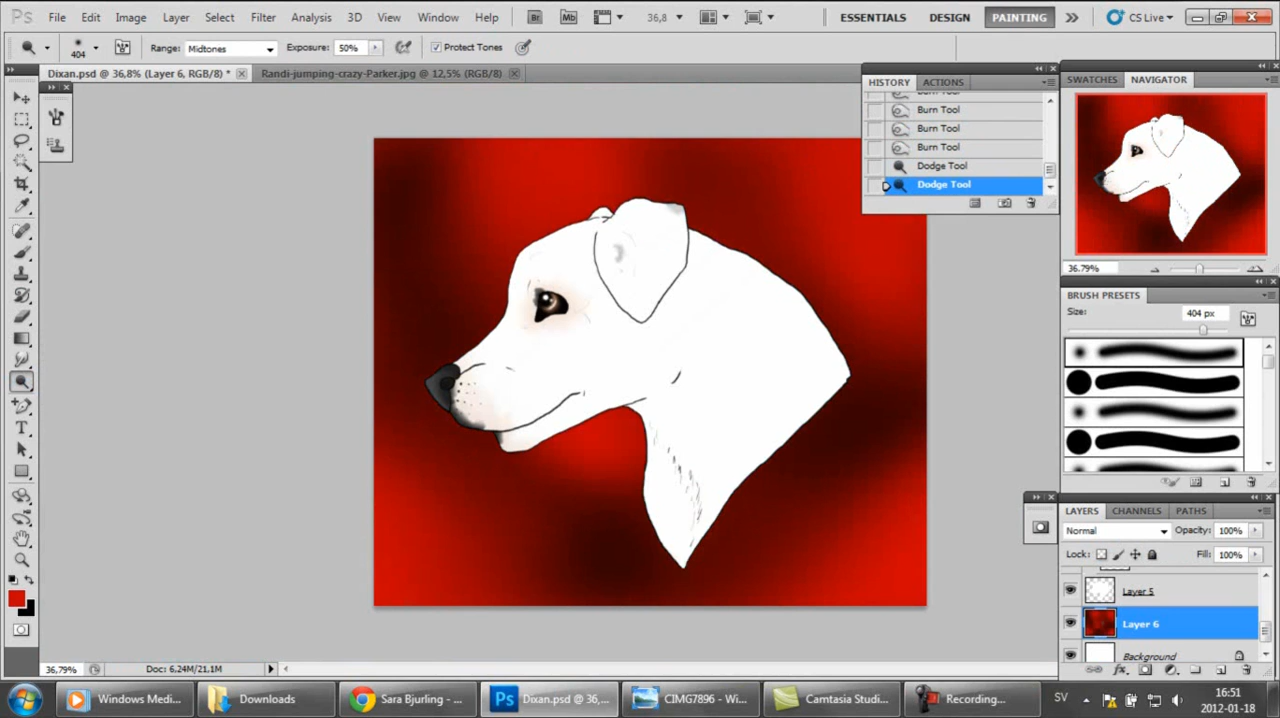 Ps File Edit Image Layer Select Filter Analysis 3D View Window Help Br Mb 36,8 ESSENTIALS DESIGN PAINTING CS Live
404 Range: Midtones Exposure: 50% Protect Tones
Dixan.psd @ 36,8% (Layer 6, RGB/8) * Randi-jumping-crazy-Parker.jpg @ 12,5% (RGB/8)
HISTORY ACTIONS
Burn Tool
Burn Tool
Burn Tool
Burn Tool
Dodge Tool
Dodge Tool
SWATCHES NAVIGATOR
36.79%
BRUSH PRESETS
Size: 404 px
LAYERS CHANNELS PATHS
Normal Opacity: 100%
Lock: Fill: 100%
Layer 5
Layer 6
Background
36,79% Doc: 6,24M/21,1M
Windows Medi... Downloads Sara Bjurling - ... Ps Dixan.psd @ 36,... CIMG7896 - Wi... Camtasia Studi... Recording... SV 16:51
2012-01-18